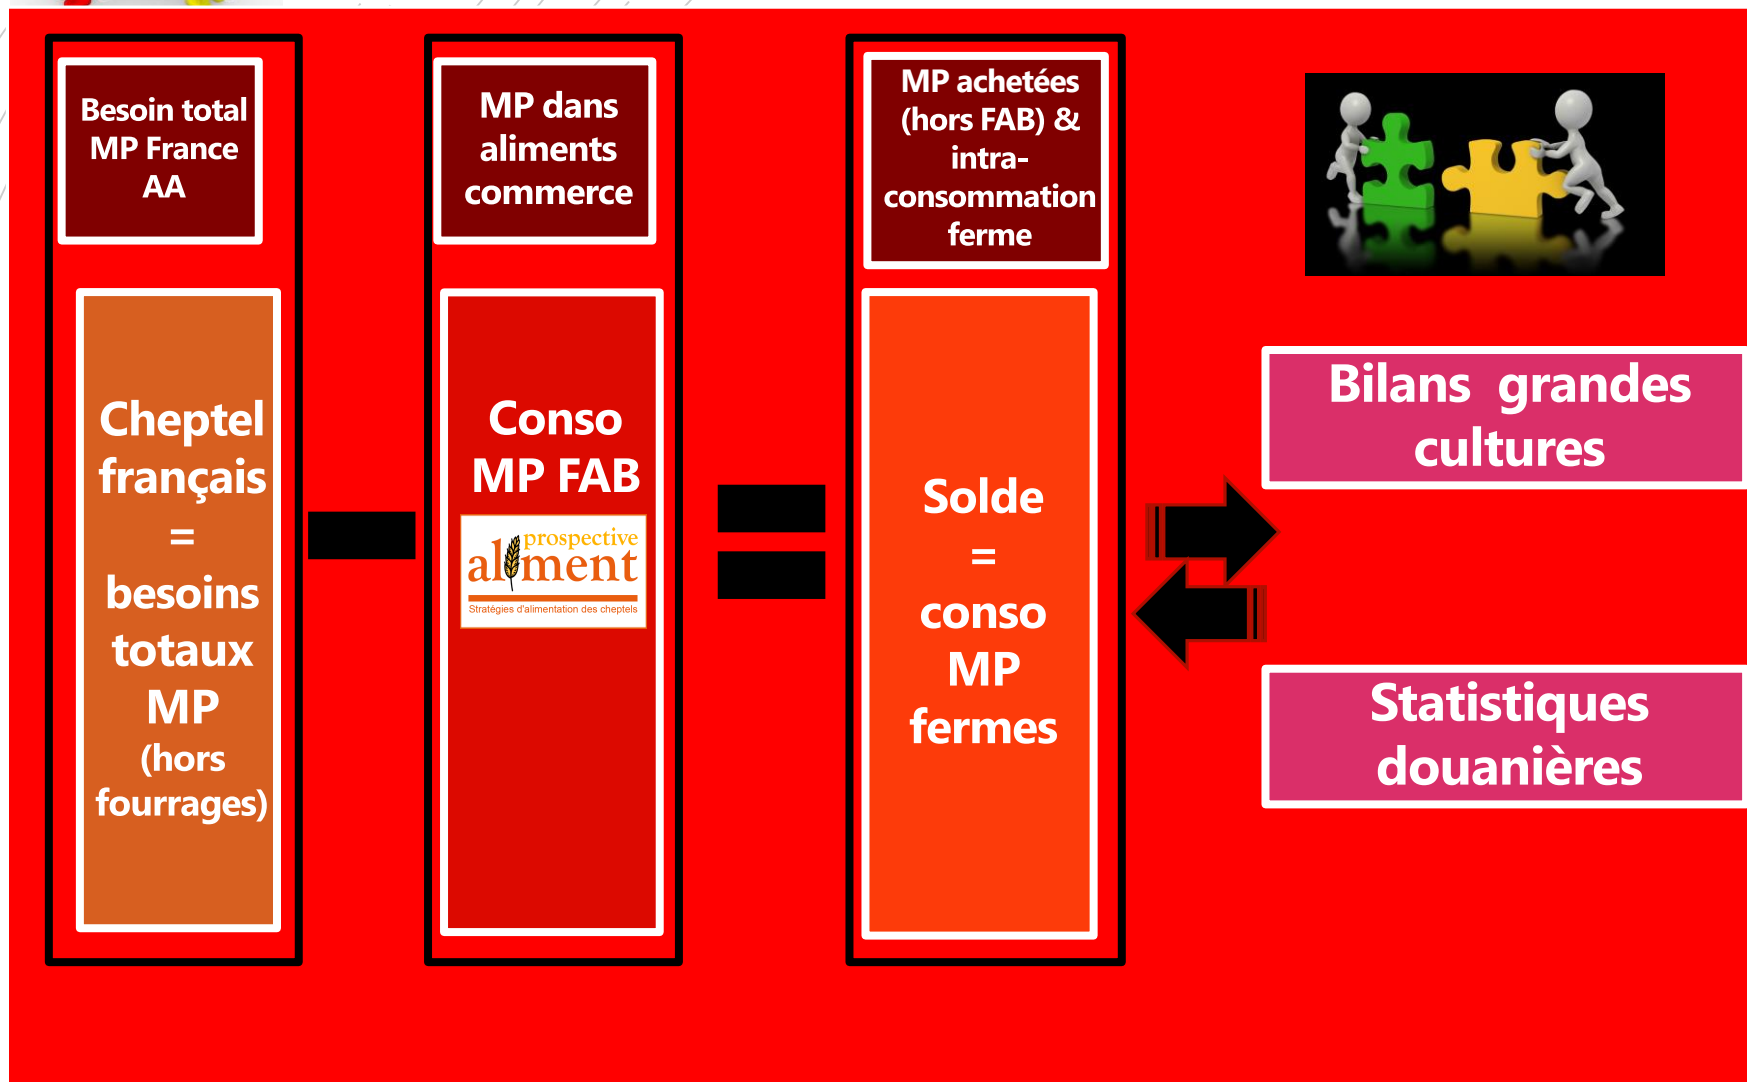 Besoin total
MP France
AA
Cheptel
français
=
besoins
totaux
MP
(hors
fourrages)
MP dans
aliments
commerce
Conso
MP FAB
prospective
aliment
Stratégies d'alimentation des cheptels
MP achetées
(hors FAB) &
intra-
consommation
ferme
Solde
=
conso
MP
fermes
Bilans grandes
cultures
Statistiques
douanières